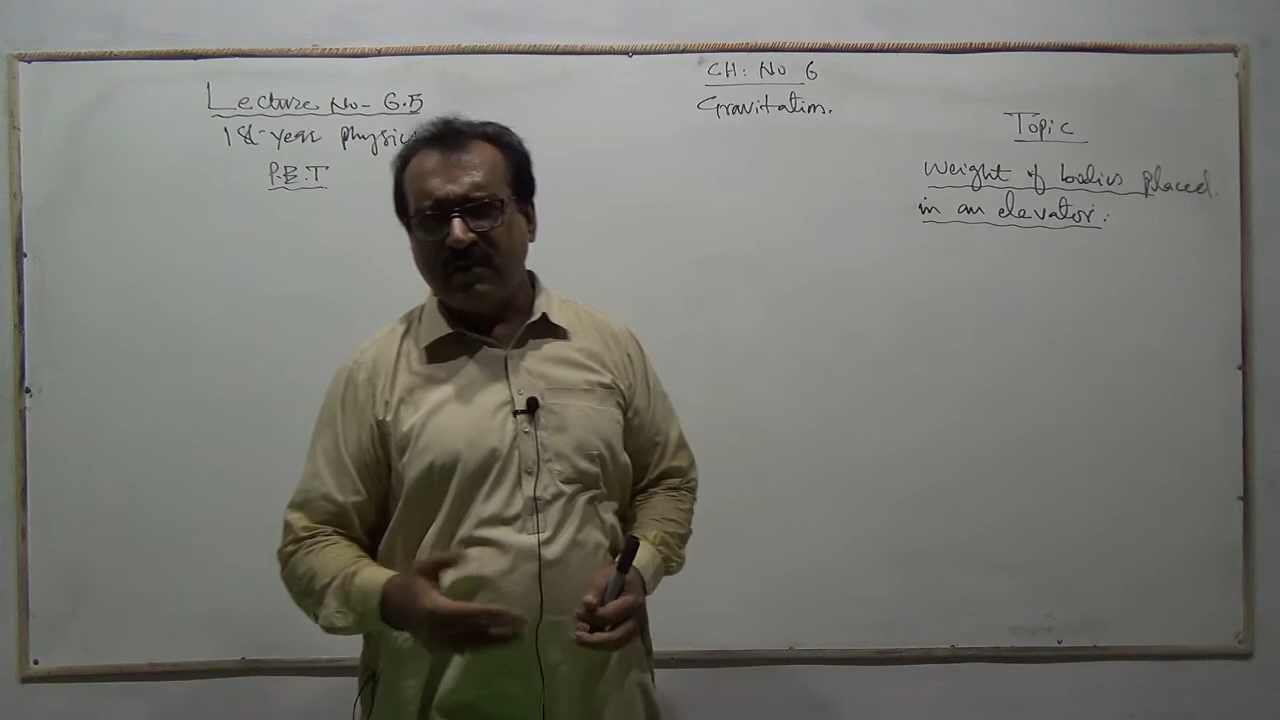 Lecture No- 6.5
1st-year physics
P.B.T
CH: No 6
Gravitation.
Topic
Weight of bodies placed
in an elevator.